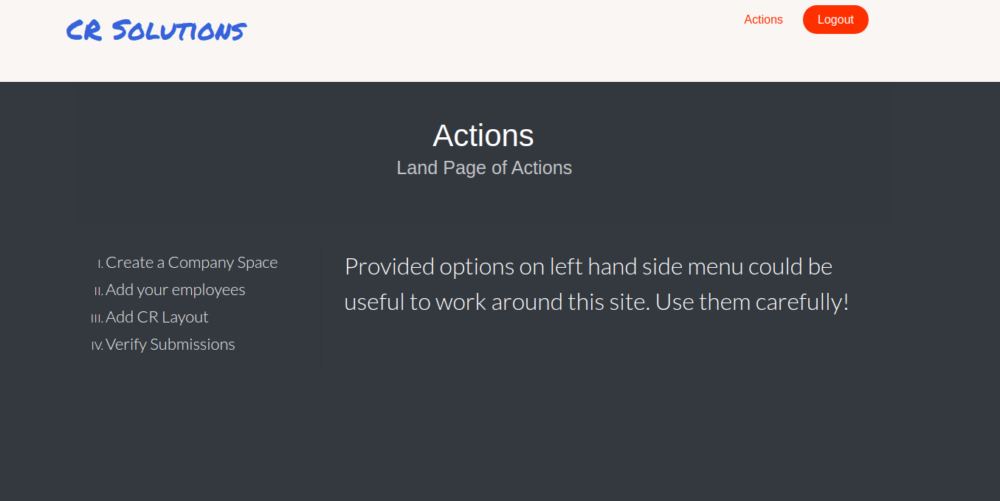 CR Solutions
Actions
Logout
Actions
Land Page of Actions
I. Create a Company Space
II. Add your employees
III. Add CR Layout
IV. Verify Submissions
Provided options on left hand side menu could be
useful to work around this site. Use them carefully!